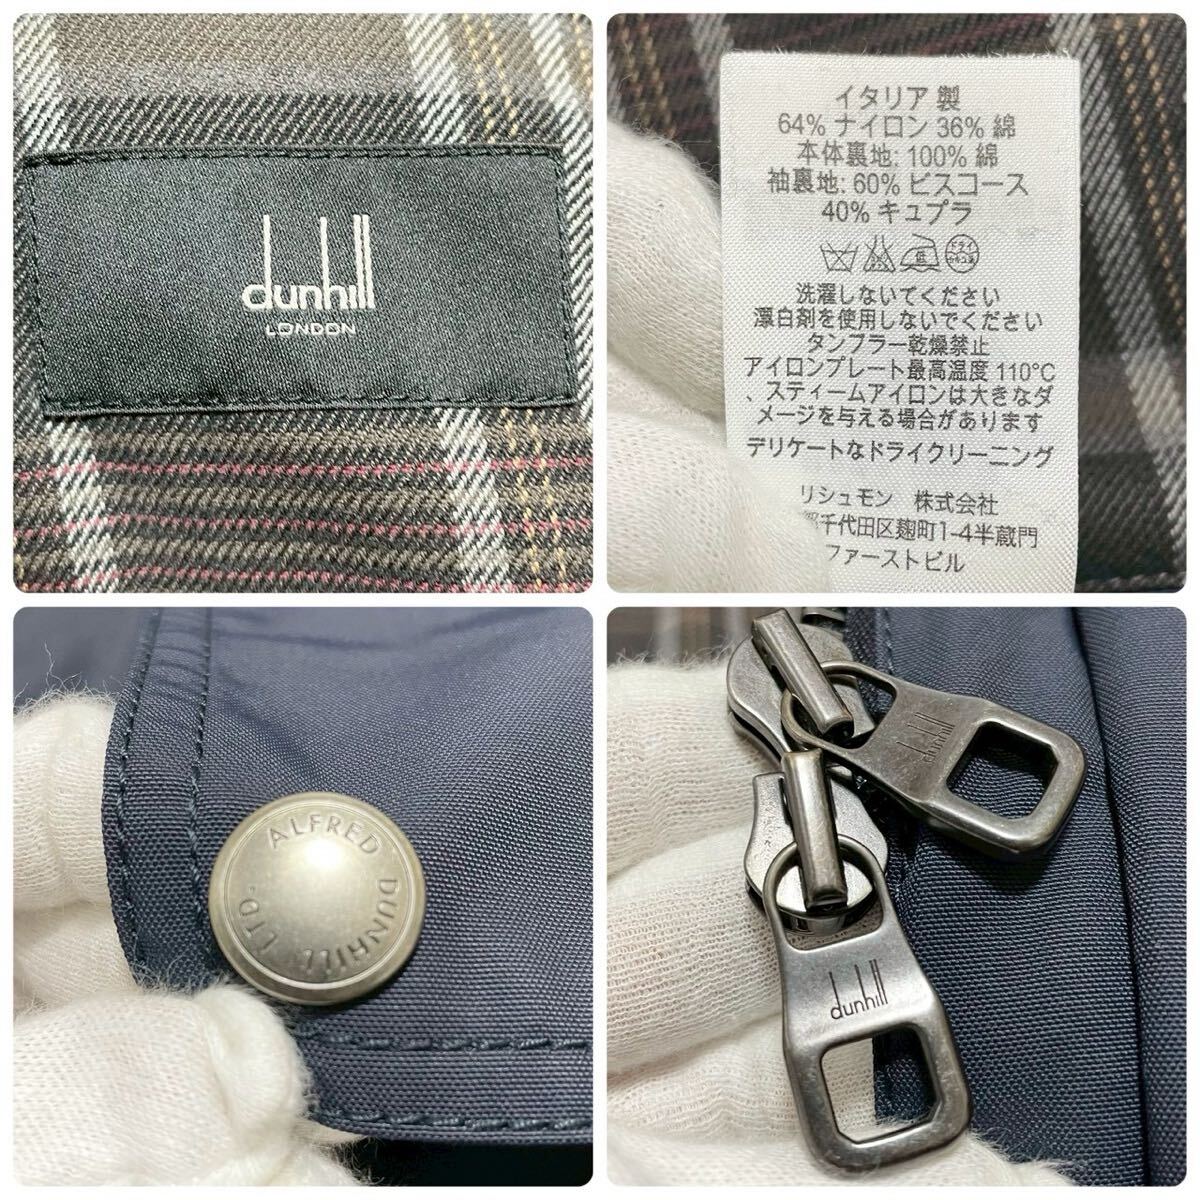 dunhill
LONDON
イタリア 製
64% ナイロン 36% 綿
本体裏地: 100% 綿
袖裏地: 60% ビスコース
40% キュプラ
低
ドライ
洗濯しないてください
漂白剤を使用しないでください
タンブラー乾燥禁止
アイロンプレート最高温度 110°C
、スティームアイロンは大きなダ
メージを与える場合があります
デリケートなドライクリーニング
リシュモン 株式会社
千代田区麹町1-4半蔵門
ファーストビル
ALFRED DUNHILL LTD.
dunhill
dunhill